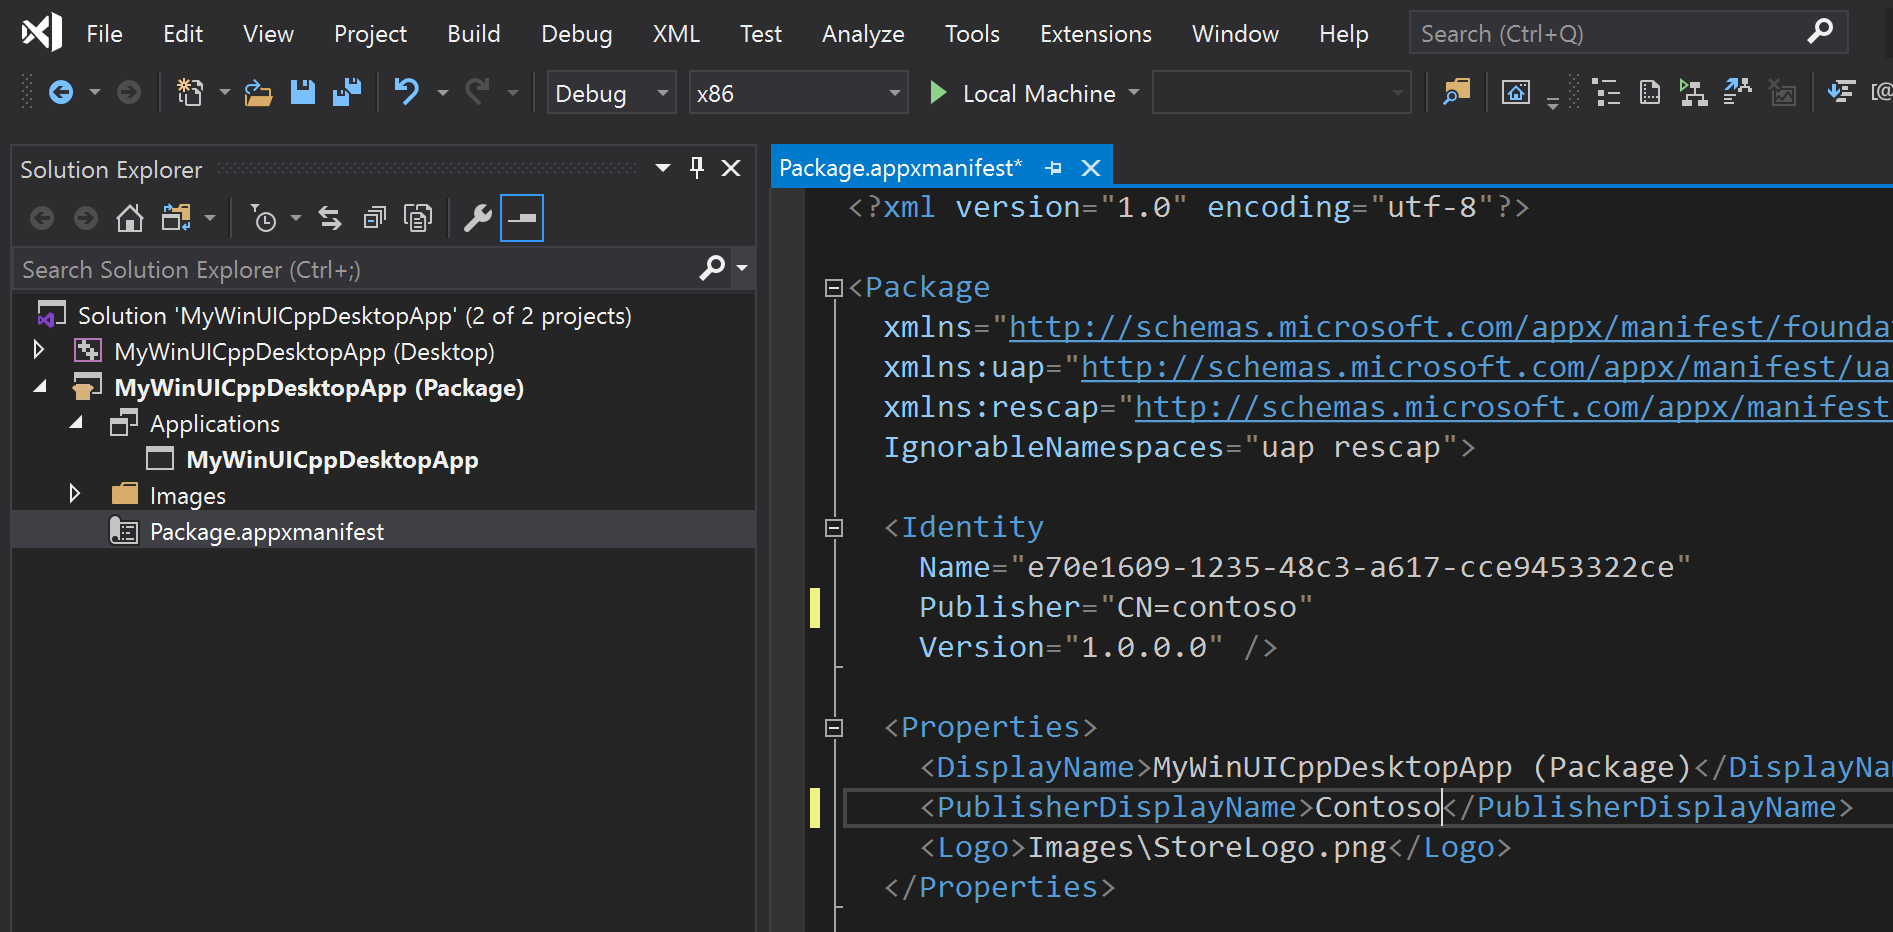 File Edit View Project Build Debug XML Test Analyze Tools Extensions Window Help Search (Ctrl+Q)
Debug x86 Local Machine
Solution Explorer
Search Solution Explorer (Ctrl+;)
Solution 'MyWinUICppDesktopApp' (2 of 2 projects)
MyWinUICppDesktopApp (Desktop)
MyWinUICppDesktopApp (Package)
Applications
MyWinUICppDesktopApp
Images
Package.appxmanifest
Package.appxmanifest*
<?xml version="1.0" encoding="utf-8"?>
<Package
xmlns="http://schemas.microsoft.com/appx/manifest/founda
xmlns:uap="http://schemas.microsoft.com/appx/manifest/ua
xmlns:rescap="http://schemas.microsoft.com/appx/manifest
IgnorableNamespaces="uap rescap">
<Identity
Name="e70e1609-1235-48c3-a617-cce9453322ce"
Publisher="CN=contoso"
Version="1.0.0.0" />
<Properties>
<DisplayName>MyWinUICppDesktopApp (Package)</DisplayNa
<PublisherDisplayName>Contoso</PublisherDisplayName>
<Logo>Images\StoreLogo.png</Logo>
</Properties>